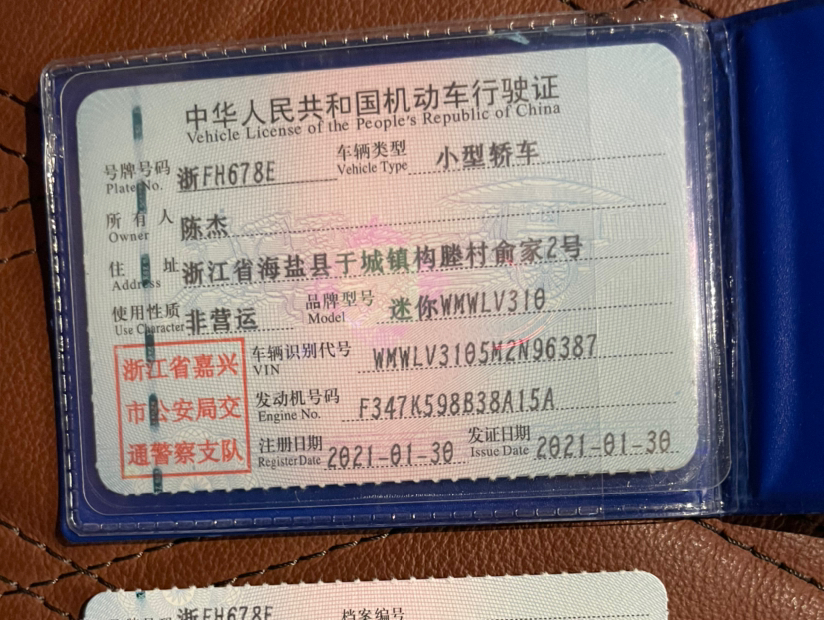 中华人民共和国机动车行驶证
Vehicle License of the People's Republic of China
号牌号码 浙FH678E 车辆类型 小型轿车
Plate No. Vehicle Type
所有人 陈杰
Owner
住址 浙江省海盐县于城镇构塍村俞家2号
Address
使用性质 非营运 品牌型号 迷你WMWLV310
Use Character Model
浙江省嘉兴
市公安局交
通警察支队
车辆识别代号 WMWLV3105M2N96387
VIN
发动机号码 F347K598B38A15A
Engine No.
注册日期 2021-01-30 发证日期 2021-01-30
Register Date Issue Date
浙FH678E 档案编号